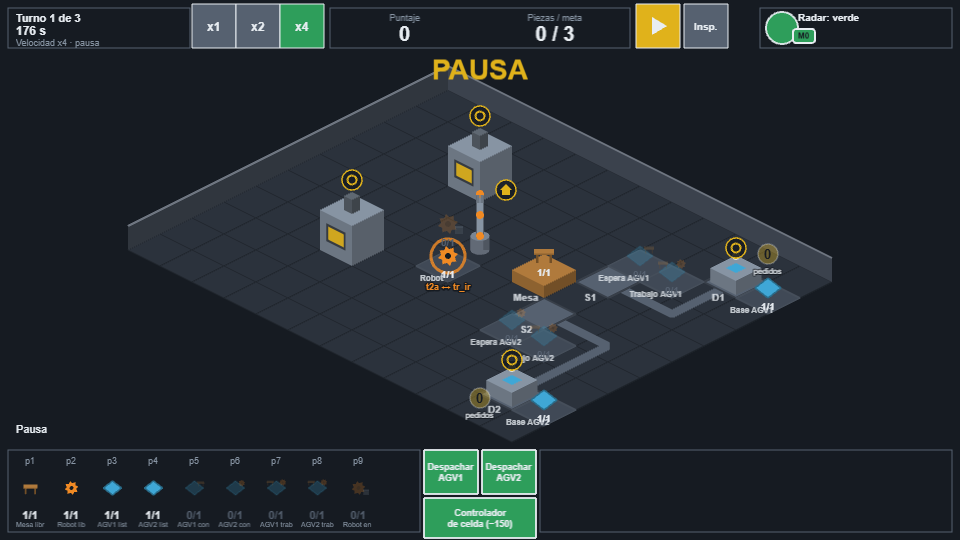 Turno 1 de 3
176 s
Velocidad x4 · pausa
x1
x2
x4
Puntaje
0
Piezas / meta
0 / 3
Insp.
Radar: verde
M0
PAUSA
1/1
Robot
t2a ↔ tr_ir
1/1
Mesa
S1
Espera AGV1
Trabajo AGV1
D1
0
pedidos
Base AGV1
1/1
S2
Espera AGV2
jo AGV2
0
pedidos
D2
Base AGV2
1/1
Pausa
p1
p2
p3
p4
p5
p6
p7
p8
p9
1/1
1/1
1/1
1/1
0/1
0/1
0/1
0/1
0/1
Mesa libr
Robot lib
AGV1 list
AGV2 list
AGV1 con
AGV2 con
AGV1 trab
AGV2 trab
Robot en
Despachar
AGV1
Despachar
AGV2
Controlador
de celda (−150)